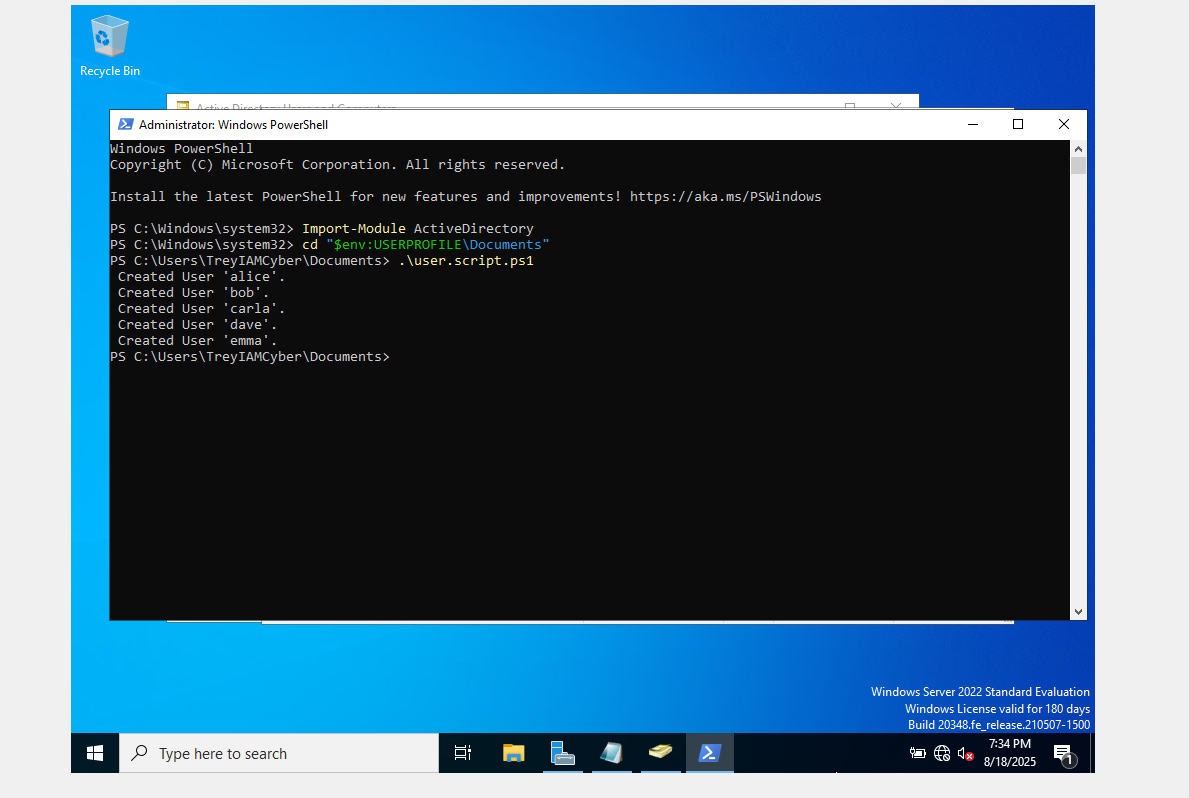 Recycle Bin
Active Directory Users and Computers
Administrator: Windows PowerShell
Windows PowerShell
Copyright (C) Microsoft Corporation. All rights reserved.
Install the latest PowerShell for new features and improvements! https://aka.ms/PSWindows
PS C:\Windows\system32> Import-Module ActiveDirectory
PS C:\Windows\system32> cd "$env:USERPROFILE\Documents"
PS C:\Users\TreyIAMCyber\Documents> .\user.script.ps1
Created User 'alice'.
Created User 'bob'.
Created User 'carla'.
Created User 'dave'.
Created User 'emma'.
PS C:\Users\TreyIAMCyber\Documents>
Windows Server 2022 Standard Evaluation
Windows License valid for 180 days
Build 20348.fe_release.210507-1500
Type here to search
7:34 PM
8/18/2025
1